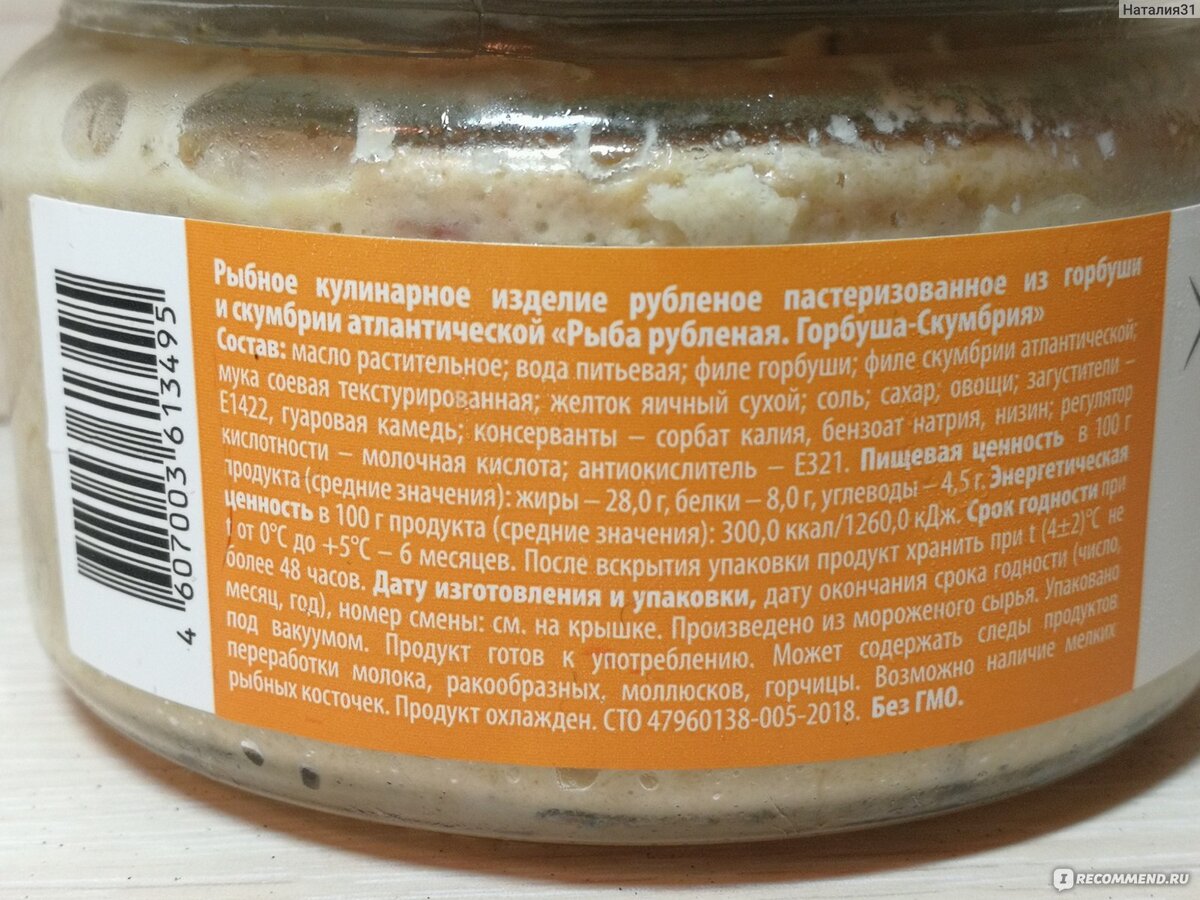 Наталия31
Рыбное кулинарное изделие рубленое пастеризованное из горбуши
и скумбрии атлантической «Рыба рубленая. Горбуша-Скумбрия»
Состав: масло растительное; вода питьевая; филе горбуши; филе скумбрии атлантической;
мука соевая текстурированная; желток яичный сухой; соль; сахар; овощи; загустители –
Е1422, гуаровая камедь; консерванты – сорбат калия, бензоат натрия, низин; регулятор
кислотности – молочная кислота; антиокислитель – Е321. Пищевая ценность в 100 г
продукта (средние значения): жиры – 28,0 г, белки – 8,0 г, углеводы – 4,5 г. Энергетическая
ценность в 100 г продукта (средние значения): 300,0 ккал/1260,0 кДж. Срок годности при
t от 0°С до +5°С – 6 месяцев. После вскрытия упаковки продукт хранить при t (4±2)°С не
более 48 часов. Дату изготовления и упаковки, дату окончания срока годности (число,
месяц, год), номер смены: см. на крышке. Произведено из мороженого сырья. Упаковано
под вакуумом. Продукт готов к употреблению. Может содержать следы продуктов
переработки молока, ракообразных, моллюсков, горчицы. Возможно наличие мелких
рыбных косточек. Продукт охлажден. СТО 47960138-005-2018. Без ГМО.
4 607003 613495
IRECOMMEND.RU